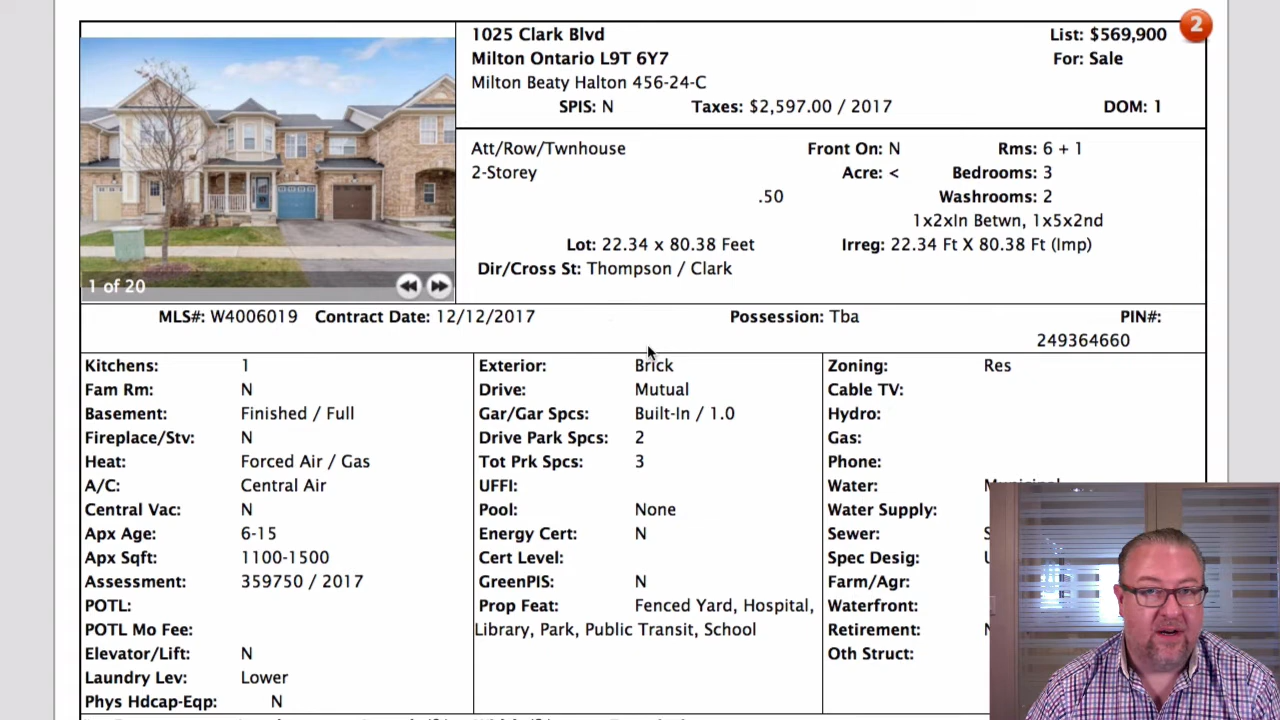 1025 Clark Blvd
List: $569,900
2
Milton Ontario L9T 6Y7
For: Sale
Milton Beaty Halton 456-24-C
SPIS: N Taxes: $2,597.00 / 2017 DOM: 1
Att/Row/Twnhouse Front On: N Rms: 6 + 1
2-Storey Acre: < Bedrooms: 3
.50 Washrooms: 2
1x2xIn Betwn, 1x5x2nd
Lot: 22.34 x 80.38 Feet Irreg: 22.34 Ft X 80.38 Ft (Imp)
Dir/Cross St: Thompson / Clark
1 of 20
MLS#: W4006019 Contract Date: 12/12/2017 Possession: Tba PIN#:
249364660
Kitchens: 1
Fam Rm: N
Basement: Finished / Full
Fireplace/Stv: N
Heat: Forced Air / Gas
A/C: Central Air
Central Vac: N
Apx Age: 6-15
Apx Sqft: 1100-1500
Assessment: 359750 / 2017
POTL:
POTL Mo Fee:
Elevator/Lift: N
Laundry Lev: Lower
Phys Hdcap-Eqp: N
Exterior: Brick
Drive: Mutual
Gar/Gar Spcs: Built-In / 1.0
Drive Park Spcs: 2
Tot Prk Spcs: 3
UFFI:
Pool: None
Energy Cert: N
Cert Level:
GreenPIS: N
Prop Feat: Fenced Yard, Hospital,
Library, Park, Public Transit, School
Zoning: Res
Cable TV:
Hydro:
Gas:
Phone:
Water:
Water Supply:
Sewer:
Spec Desig:
Farm/Agr:
Waterfront:
Retirement:
Oth Struct: